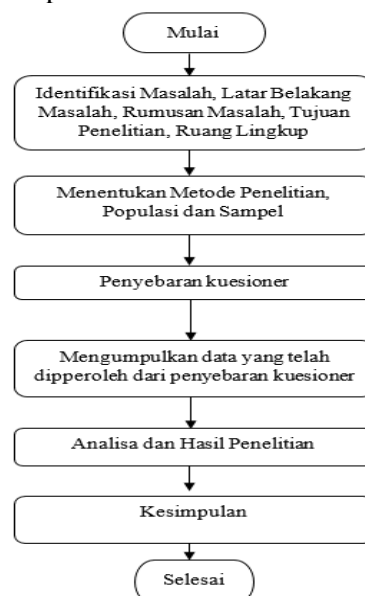 Mulai
Identifikasi Masalah, Latar Belakang
Masalah, Rumusan Masalah, Tujuan
Penelitian, Ruang Lingkup
Menentukan Metode Penelitian,
Populasi dan Sampel
Penyebaran kuesioner
Mengumpulkan data yang telah
dipperoleh dari penyebaran kuesioner
Analisa dan Hasil Penelitian
Kesimpulan
Selesai